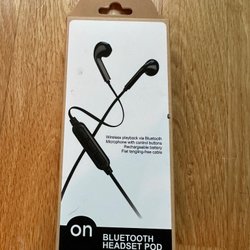 Wireless playback via Bluetooth
Microphone with control buttons
Rechargeable battery
Flat tangling-free cable
on
BLUETOOTH
HEADSET POD